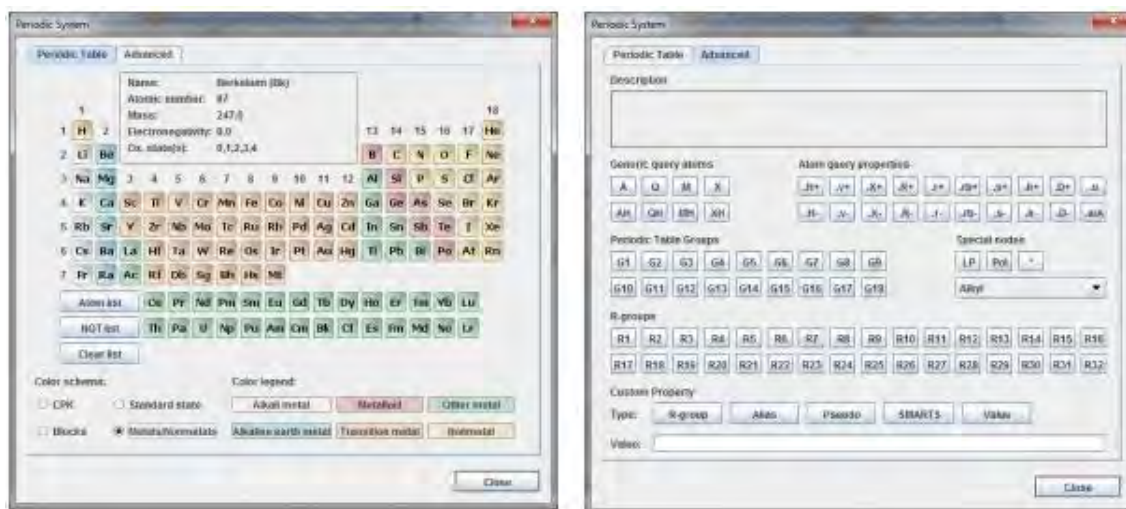 Periodic System
Periodic Table Advanced
Name: Berkelium (Bk)
Atomic number: 97
Mass: 247.0
Electronegativity: 0.0
Ox. state(s): 0,1,2,3,4
1 18
1 H 2 13 14 15 16 17 He
2 Li Be B C N O F Ne
3 Na Mg 3 4 5 6 7 8 9 10 11 12 Al Si P S Cl Ar
4 K Ca Sc Ti V Cr Mn Fe Co Ni Cu Zn Ga Ge As Se Br Kr
5 Rb Sr Y Zr Nb Mo Tc Ru Rh Pd Ag Cd In Sn Sb Te I Xe
6 Cs Ba La Hf Ta W Re Os Ir Pt Au Hg Tl Pb Bi Po At Rn
7 Fr Ra Ac Rf Db Sg Bh Hs Mt
Atom list Ce Pr Nd Pm Sm Eu Gd Tb Dy Ho Er Tm Yb Lu
NOT list Th Pa U Np Pu Am Cm Bk Cf Es Fm Md No Lr
Clear list
Color schema: Color legend:
CPK Standard state Alkali metal Metalloid Other metal
Blocks Metals/Nonmetals Alkaline earth metal Transition metal Nonmetal
Close
Periodic System
Periodic Table Advanced
Description
Generic query atoms Atom query properties
A Q M X .H+ .v+ .X+ .R+ .r+ .rb+ .s+ .h+ .D+ .u
AH QH MH XH .H- .v- .X- .R- .r- .rb- .s- .h- .D- .a/A
Periodic Table Groups Special nodes
G1 G2 G3 G4 G5 G6 G7 G8 G9 LP Pol *
G10 G11 G12 G13 G14 G15 G16 G17 G18 Alkyl
R-groups
R1 R2 R3 R4 R5 R6 R7 R8 R9 R10 R11 R12 R13 R14 R15 R16
R17 R18 R19 R20 R21 R22 R23 R24 R25 R26 R27 R28 R29 R30 R31 R32
Custom Property
Type: R-group Alias Pseudo SMARTS Value
Value:
Close